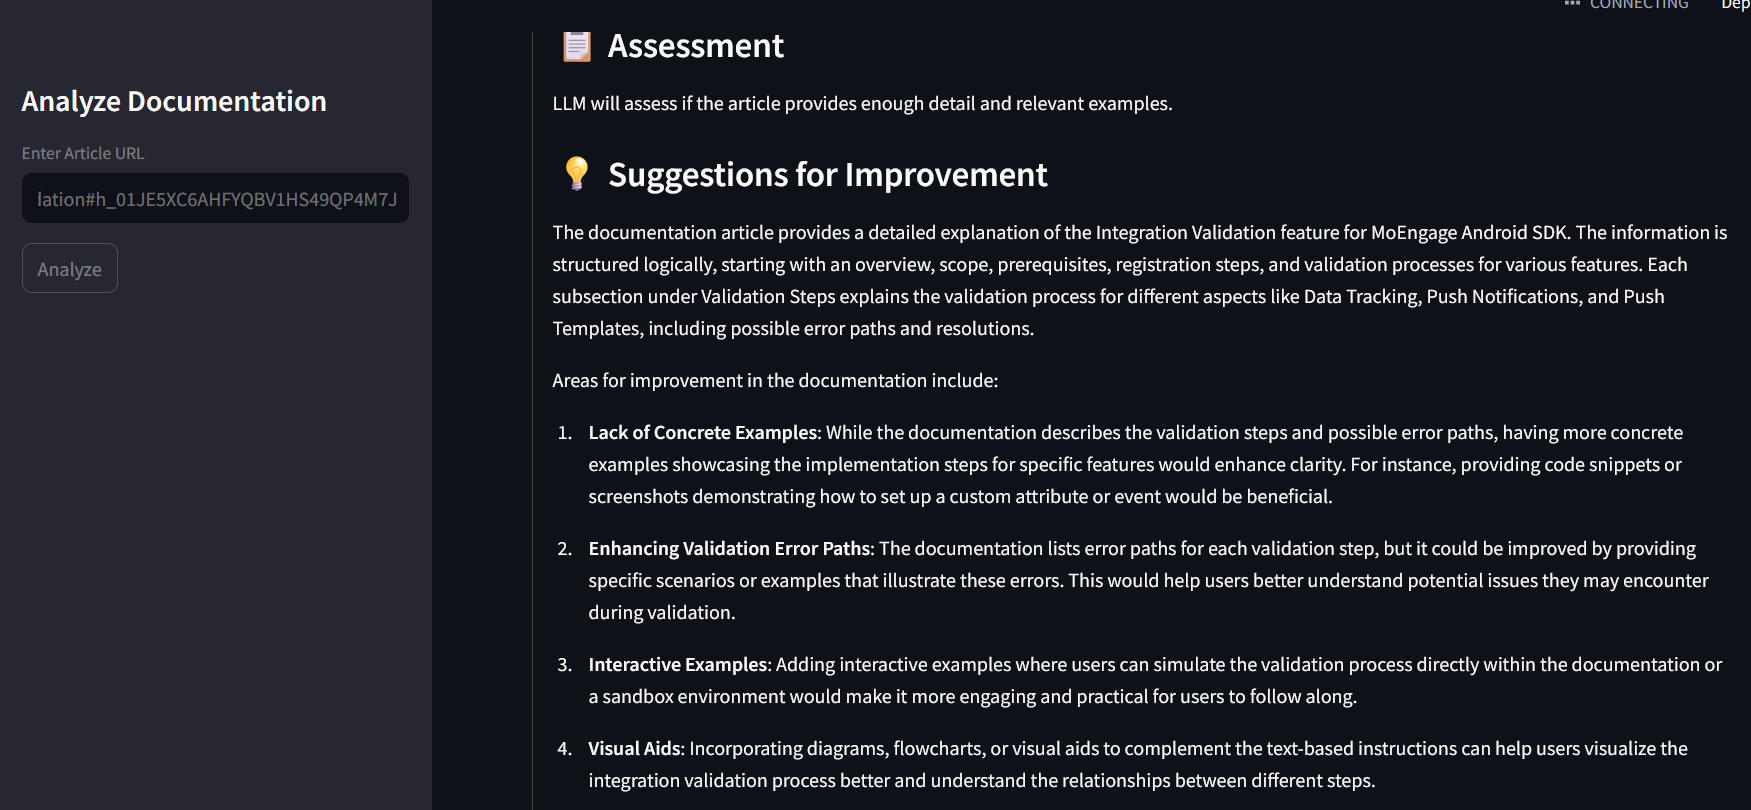 CONNECTING Dep
Analyze Documentation
Enter Article URL
lation#h_01JE5XC6AHFYQBV1HS49QP4M7J
Analyze
Assessment
LLM will assess if the article provides enough detail and relevant examples.
Suggestions for Improvement
The documentation article provides a detailed explanation of the Integration Validation feature for MoEngage Android SDK. The information is
structured logically, starting with an overview, scope, prerequisites, registration steps, and validation processes for various features. Each
subsection under Validation Steps explains the validation process for different aspects like Data Tracking, Push Notifications, and Push
Templates, including possible error paths and resolutions.
Areas for improvement in the documentation include:
1. Lack of Concrete Examples: While the documentation describes the validation steps and possible error paths, having more concrete
examples showcasing the implementation steps for specific features would enhance clarity. For instance, providing code snippets or
screenshots demonstrating how to set up a custom attribute or event would be beneficial.
2. Enhancing Validation Error Paths: The documentation lists error paths for each validation step, but it could be improved by providing
specific scenarios or examples that illustrate these errors. This would help users better understand potential issues they may encounter
during validation.
3. Interactive Examples: Adding interactive examples where users can simulate the validation process directly within the documentation or
a sandbox environment would make it more engaging and practical for users to follow along.
4. Visual Aids: Incorporating diagrams, flowcharts, or visual aids to complement the text-based instructions can help users visualize the
integration validation process better and understand the relationships between different steps.